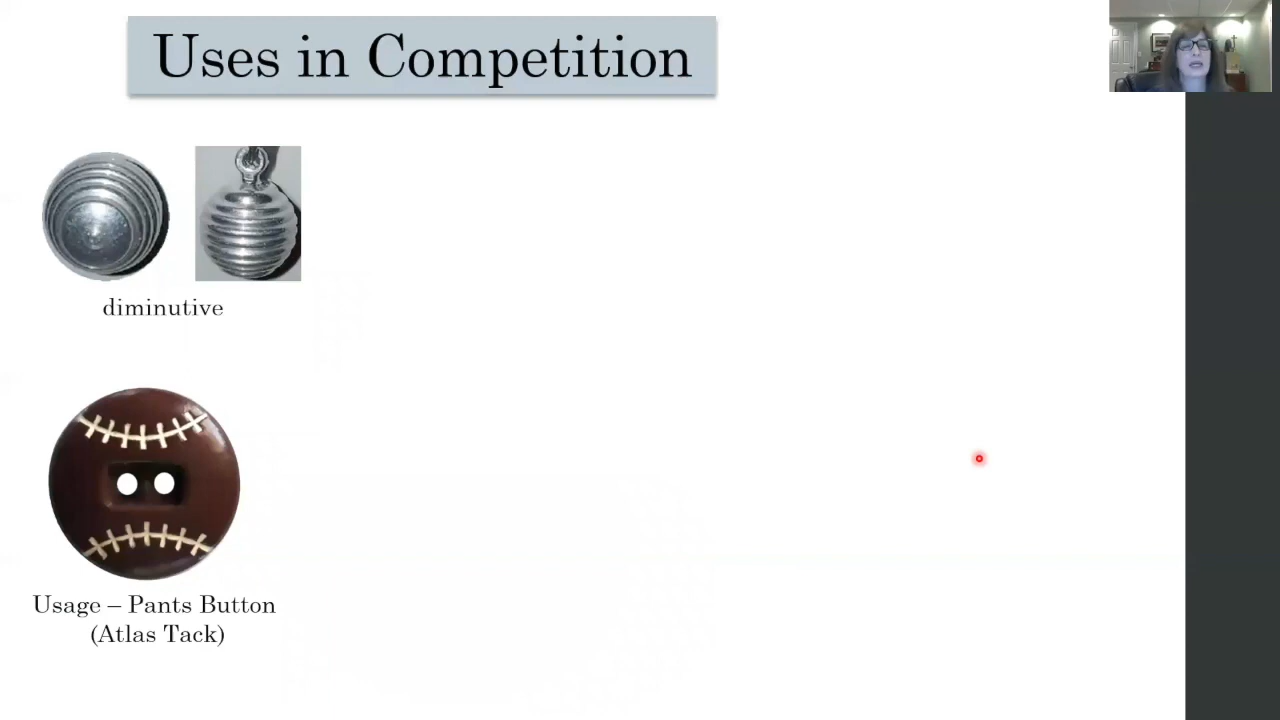 Uses in Competition
diminutive
Usage – Pants Button
(Atlas Tack)